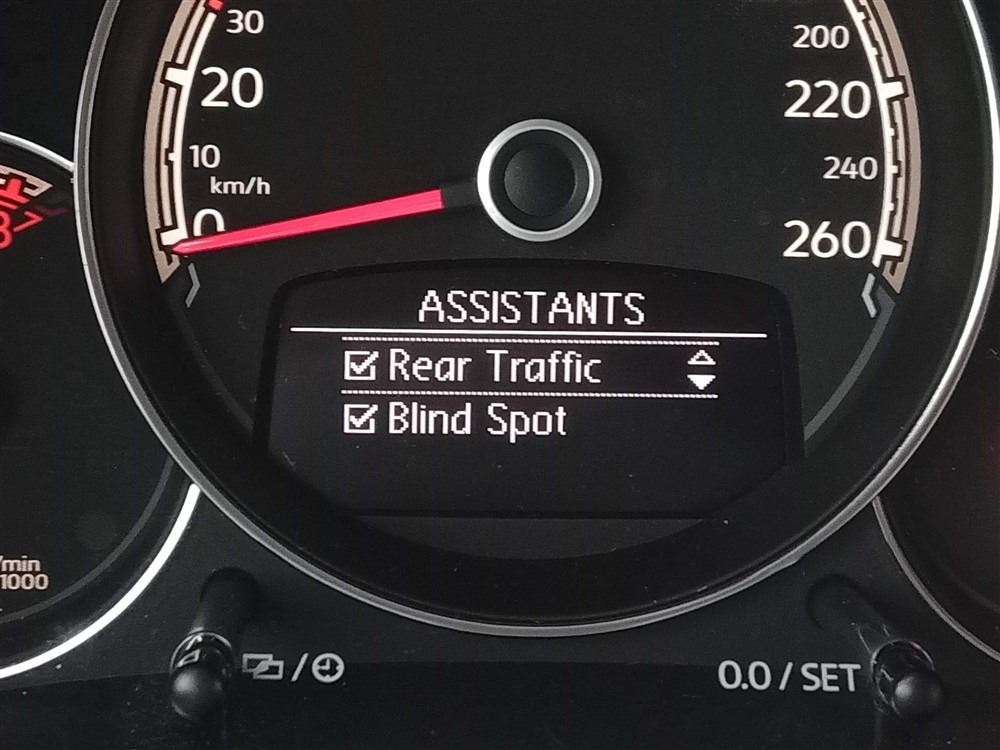 30
200
20
220
10
240
km/h
0
260
ASSISTANTS
Rear Traffic
Blind Spot
/min
1000
/
0.0 / SET